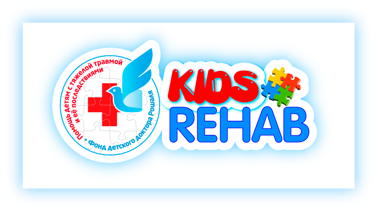 Помощь детям с тяжелой травмой
и её последствиями
• Фонд детского доктора Рошаля
KIDS
REHAB